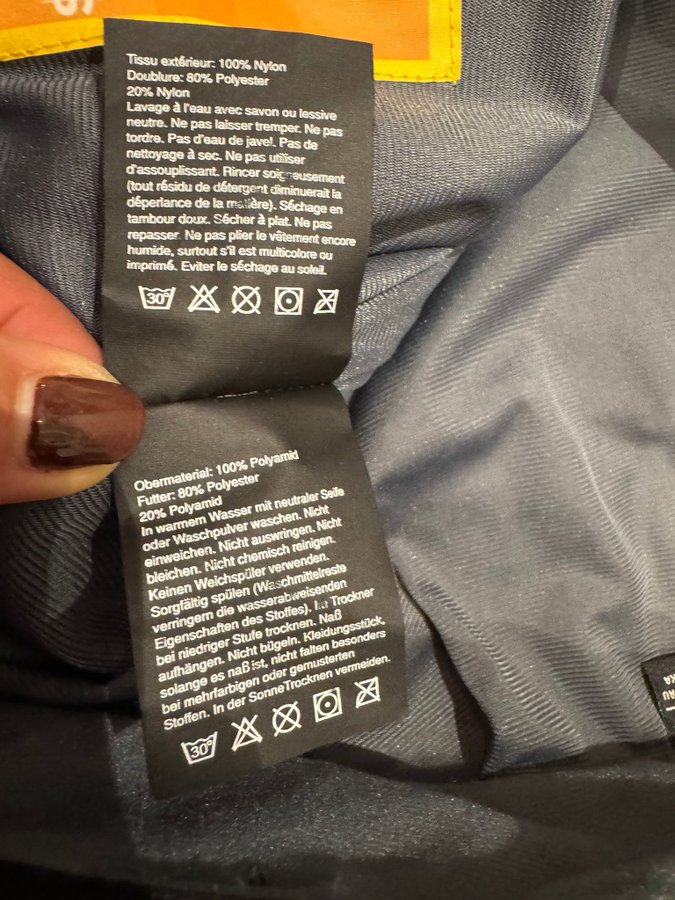 Tissu extérieur: 100% Nylon
Doublure: 80% Polyester
20% Nylon
Lavage à l'eau avec savon ou lessive
neutre. Ne pas laisser tremper. Ne pas
tordre. Pas d'eau de javel. Pas de
nettoyage à sec. Ne pas utiliser
d'assouplissant. Rincer soigneusement
(tout résidu de détergent diminuerait la
déperlance de la matière). Séchage en
tambour doux. Sécher à plat. Ne pas
repasser. Ne pas plier le vêtement encore
humide, surtout s'il est multicolore ou
imprimé. Eviter le séchage au soleil.
30°
Obermaterial: 100% Polyamid
Futter: 80% Polyester
20% Polyamid
In warmem Wasser mit neutraler Seife
oder Waschpulver waschen. Nicht
einweichen. Nicht auswringen. Nicht
bleichen. Nicht chemisch reinigen.
Keinen Weichspüler verwenden.
Sorgfältig spülen (Waschmittelreste
verringern die wasserabweisenden
Eigenschaften des Stoffes). Im Trockner
bei niedriger Stufe trocknen. Naß
aufhängen. Nicht bügeln. Kleidungsstück,
solange es naß ist, nicht falten besonders
bei mehrfarbigen oder gemusterten
Stoffen. In der SonneTrocknen vermeiden.
30°